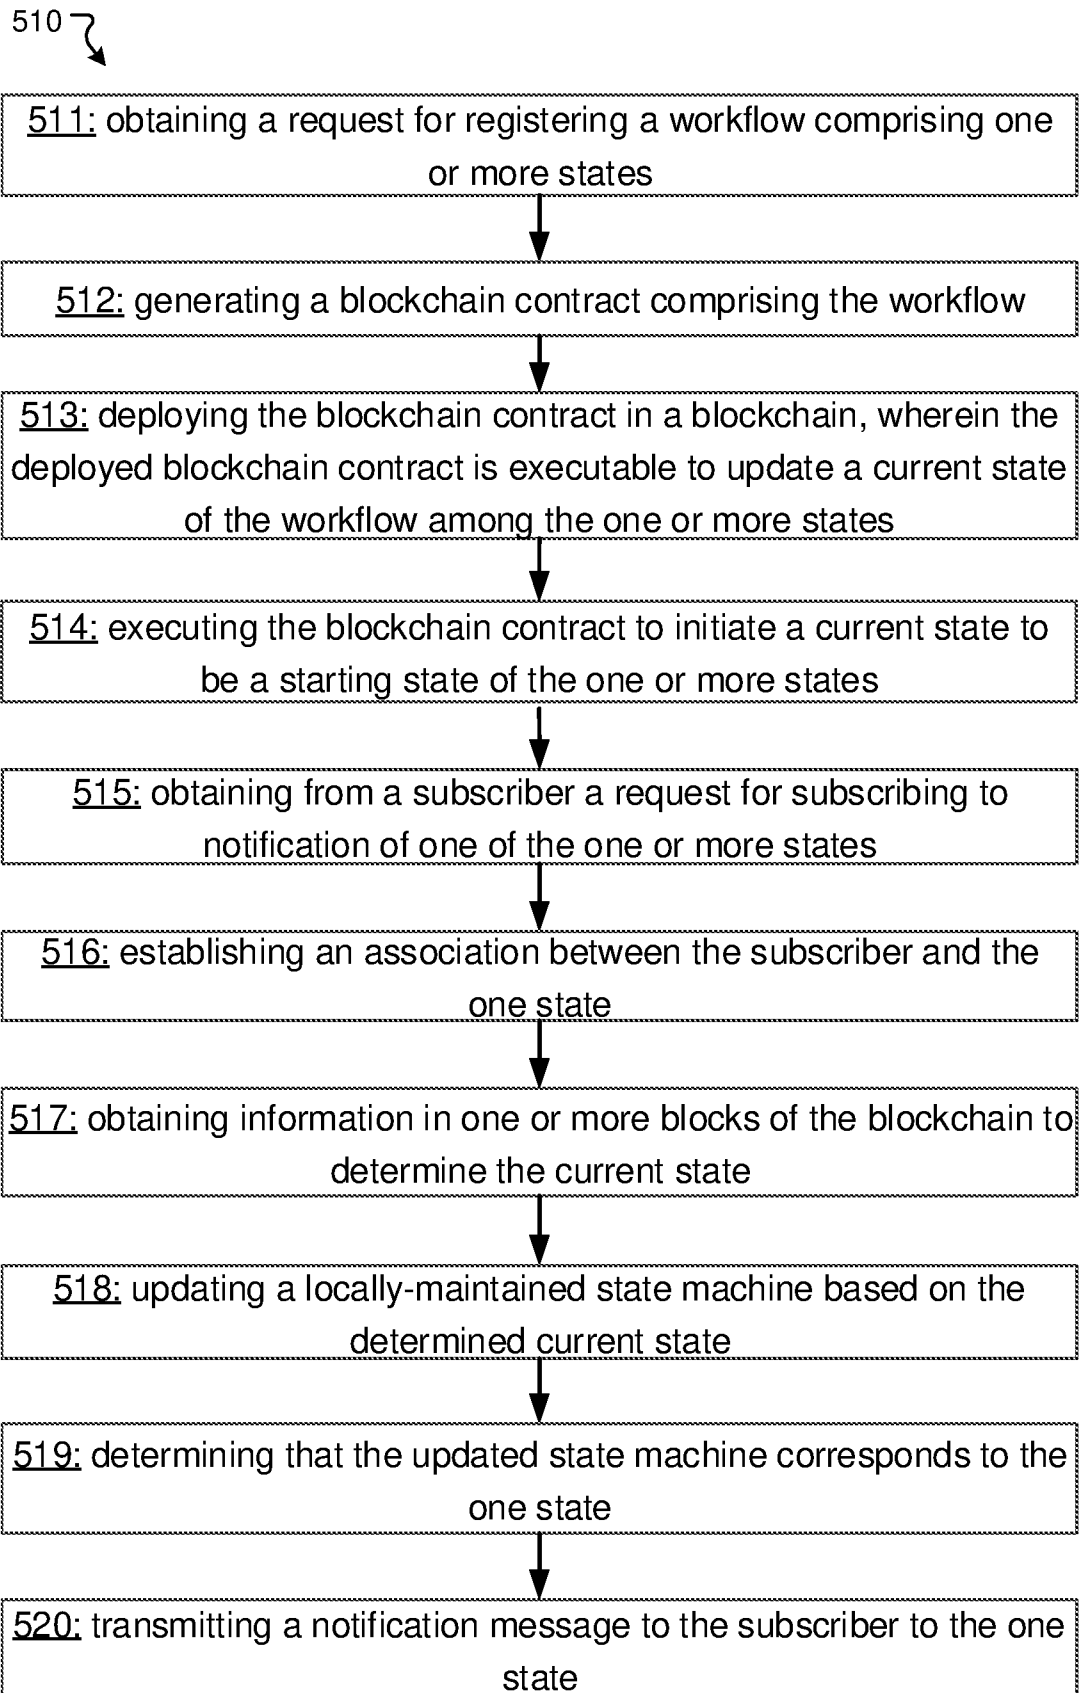 510
511: obtaining a request for registering a workflow comprising one
or more states
512: generating a blockchain contract comprising the workflow
513: deploying the blockchain contract in a blockchain, wherein the
deployed blockchain contract is executable to update a current state
of the workflow among the one or more states
514: executing the blockchain contract to initiate a current state to
be a starting state of the one or more states
515: obtaining from a subscriber a request for subscribing to
notification of one of the one or more states
516: establishing an association between the subscriber and the
one state
517: obtaining information in one or more blocks of the blockchain to
determine the current state
518: updating a locally-maintained state machine based on the
determined current state
519: determining that the updated state machine corresponds to the
one state
520: transmitting a notification message to the subscriber to the one
state